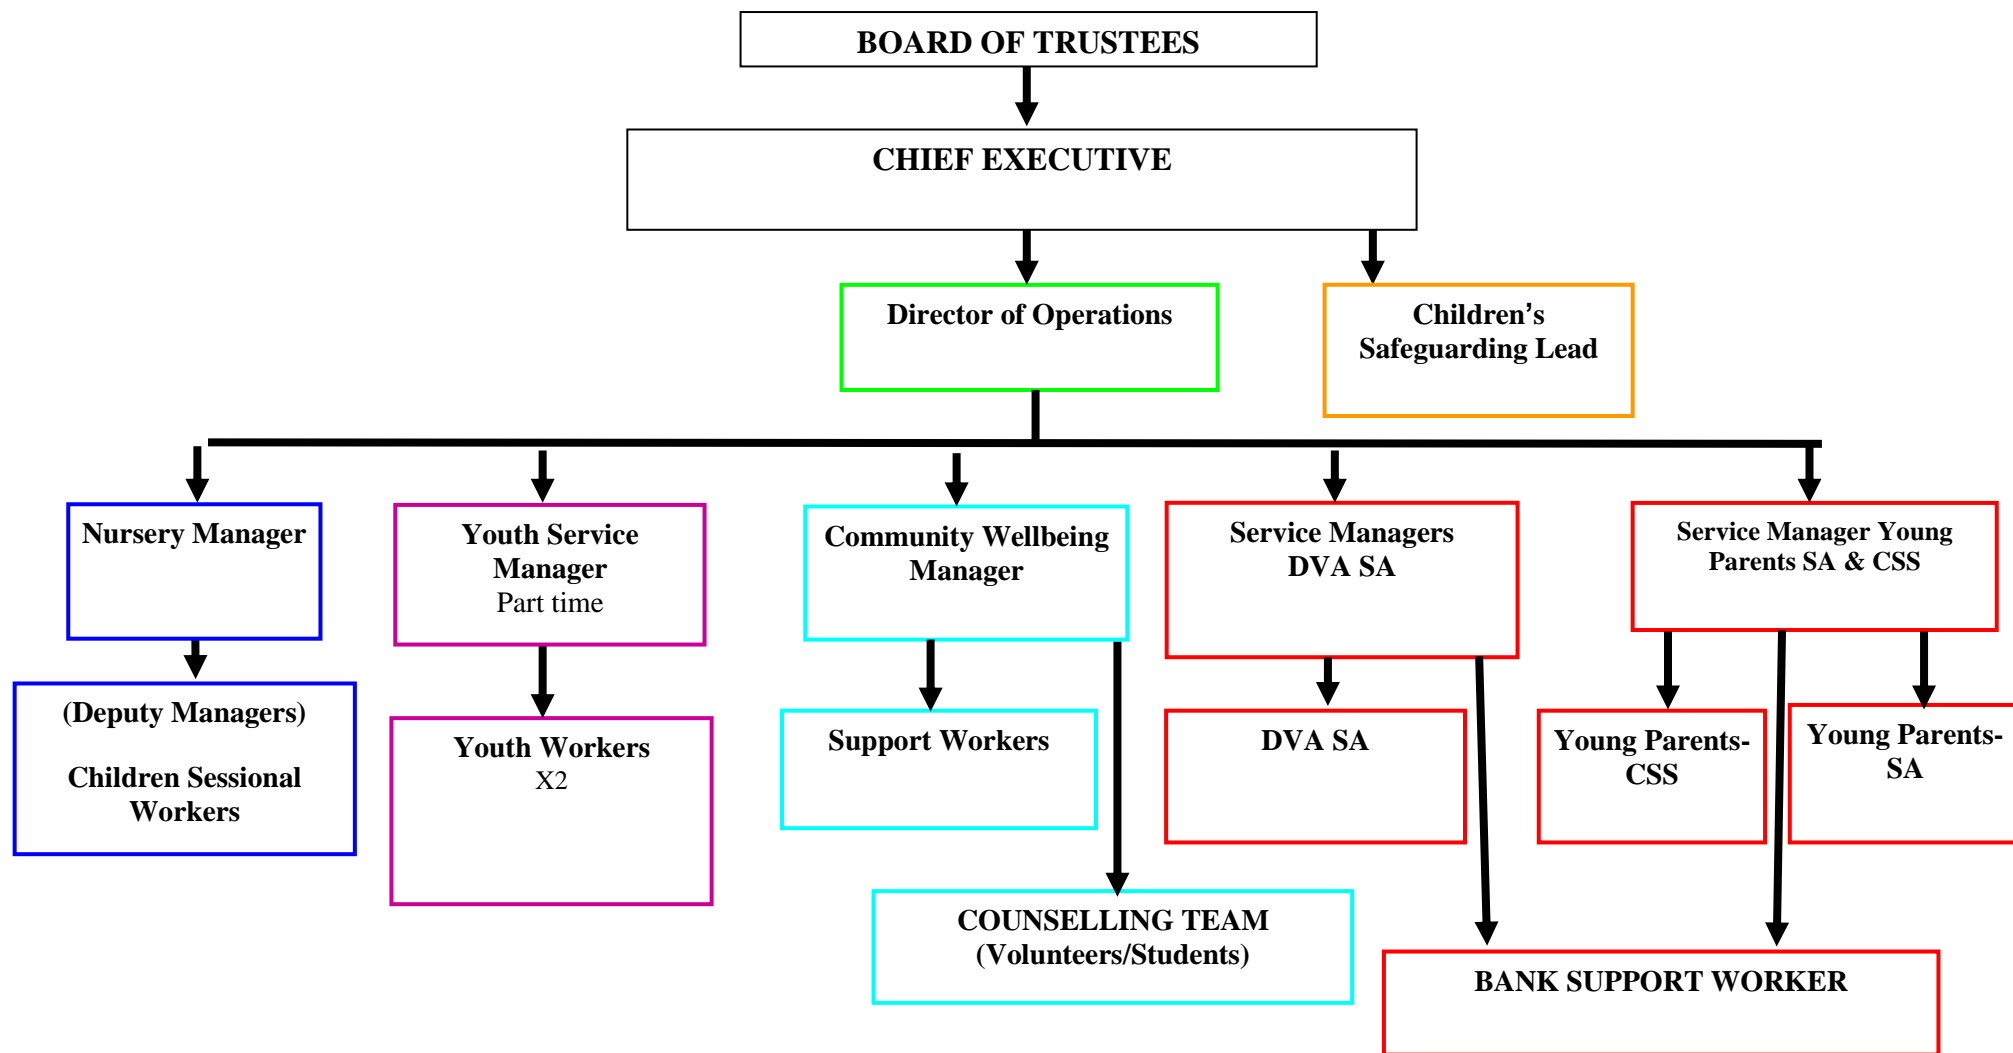 BOARD OF TRUSTEES
CHIEF EXECUTIVE
Director of Operations
Children’s
Safeguarding Lead
Nursery Manager
Youth Service
Manager
Part time
Community Wellbeing
Manager
Service Managers
DVA SA
Service Manager Young
Parents SA & CSS
(Deputy Managers)
Children Sessional
Workers
Youth Workers
X2
Support Workers
DVA SA
Young Parents-
CSS
Young Parents-
SA
COUNSELLING TEAM
(Volunteers/Students)
BANK SUPPORT WORKER